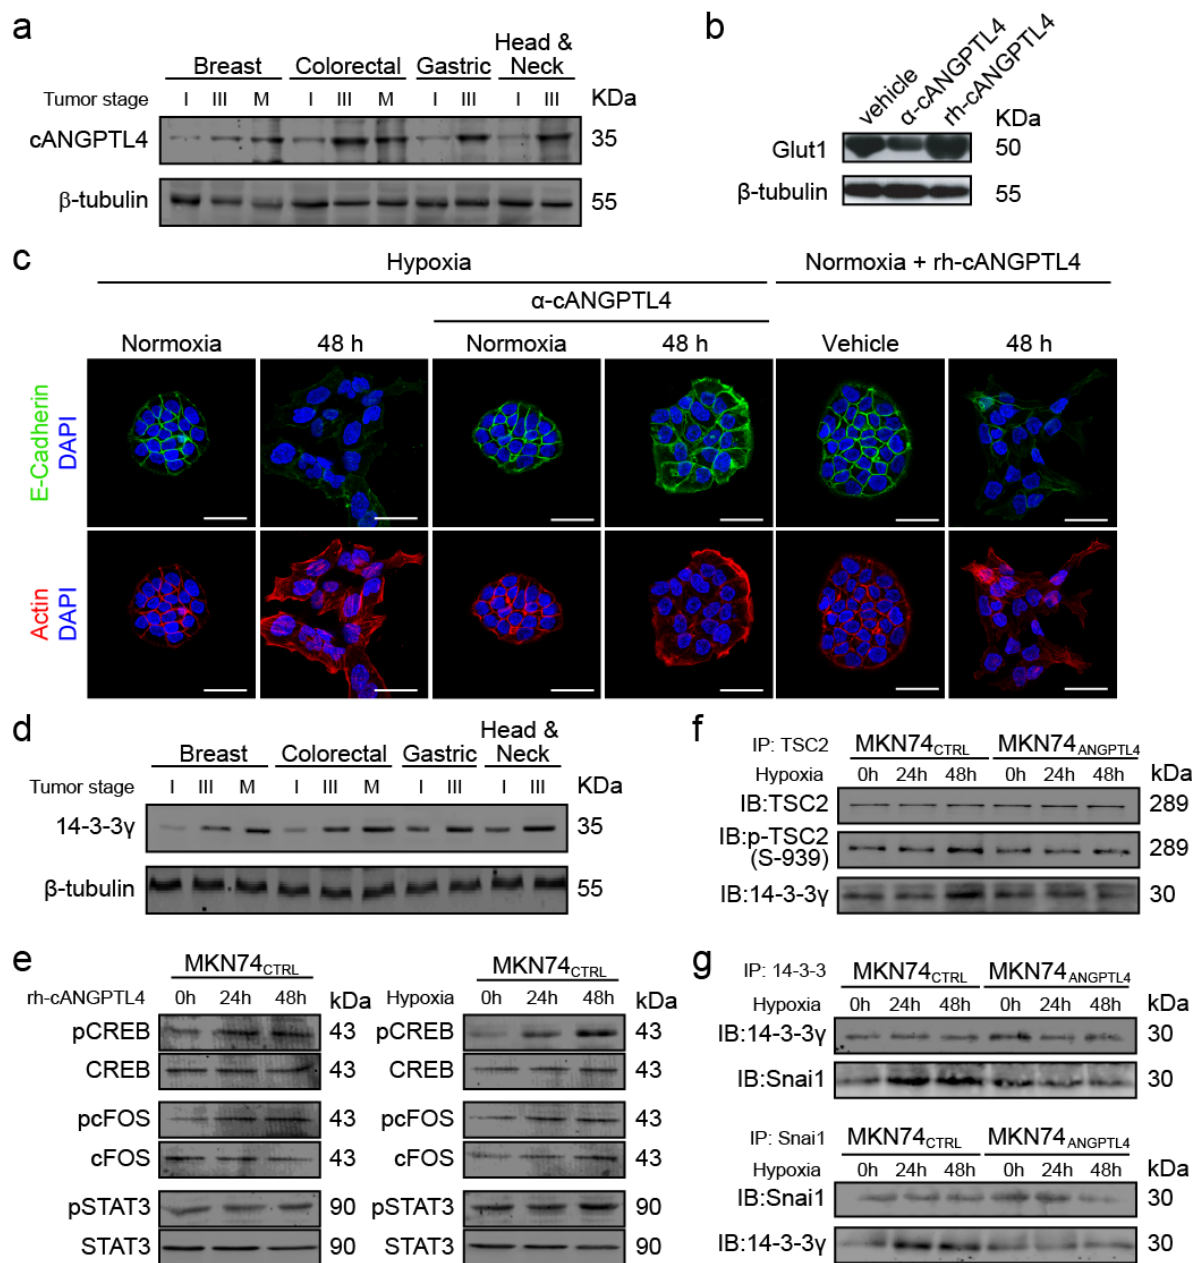 a
Breast Colorectal Gastric Head & Neck
Tumor stage I III M I III M I III I III KDa
cANGPTL4 35
β-tubulin 55
b
vehicle α-cANGPTL4 rh-cANGPTL4
KDa
Glut1 50
β-tubulin 55
c
Hypoxia Normoxia + rh-cANGPTL4
α-cANGPTL4
Normoxia 48 h Normoxia 48 h Vehicle 48 h
E-Cadherin
DAPI
Actin
DAPI
d
Breast Colorectal Gastric Head & Neck
Tumor stage I III M I III M I III I III KDa
14-3-3γ 35
β-tubulin 55
e
MKN74CTRL
rh-cANGPTL4 0h 24h 48h kDa
pCREB 43
CREB 43
pcFOS 43
cFOS 43
pSTAT3 90
STAT3 90
MKN74CTRL
Hypoxia 0h 24h 48h kDa
pCREB 43
CREB 43
pcFOS 43
cFOS 43
pSTAT3 90
STAT3 90
f
IP: TSC2 MKN74CTRL MKN74ANGPTL4
Hypoxia 0h 24h 48h 0h 24h 48h kDa
IB:TSC2 289
IB:p-TSC2
(S-939) 289
IB:14-3-3γ 30
g
IP: 14-3-3 MKN74CTRL MKN74ANGPTL4
Hypoxia 0h 24h 48h 0h 24h 48h kDa
IB:14-3-3γ 30
IB:Snai1 30
IP: Snai1 MKN74CTRL MKN74ANGPTL4
Hypoxia 0h 24h 48h 0h 24h 48h kDa
IB:Snai1 30
IB:14-3-3γ 30